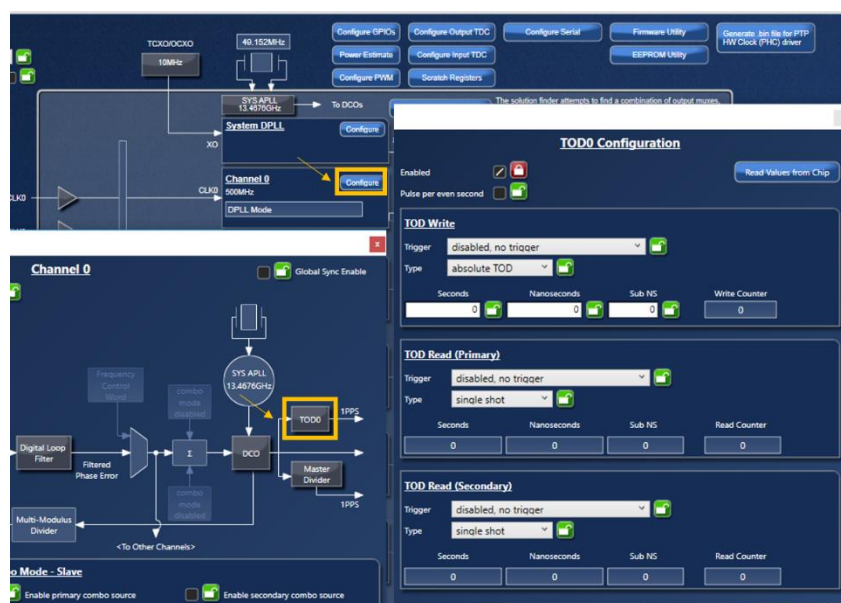 TCXO/OCXO
10MHz
49.152MHz
Configure GPIOs
Configure Output TDC
Configure Serial
Firmware Utility
Generate .bin file for PTP
HW Clock (PHC) driver
Power Estimate
Configure Input TDC
EEPROM Utility
Configure PWM
Scratch Registers
SYS APLL
13.4676GHz
To DCOs
The solution finder attempts to find a combination of output muxes,
System DPLL
Configure
XO
Channel 0
Configure
CLK0
500MHz
DPLL Mode
CLK0
TOD0 Configuration
Enabled
Read Values from Chip
Pulse per even second
TOD Write
Trigger
disabled, no trigger
Type
absolute TOD
Seconds
Nanoseconds
Sub NS
Write Counter
0
0
0
0
TOD Read (Primary)
Trigger
disabled, no trigger
Type
single shot
Seconds
Nanoseconds
Sub NS
Read Counter
0
0
0
0
TOD Read (Secondary)
Trigger
disabled, no trigger
Type
single shot
Seconds
Nanoseconds
Sub NS
Read Counter
0
0
0
0
x
Channel 0
Global Sync Enable
Frequency
Control
Word
combo
mode
disabled
SYS APLL
13.4676GHz
TOD0
1PPS
Digital Loop
Filter
Filtered
Phase Error
Σ
DCO
Master
Divider
1PPS
combo
mode
disabled
Multi-Modulus
Divider
<To Other Channels>
o Mode - Slave
Enable primary combo source
Enable secondary combo source